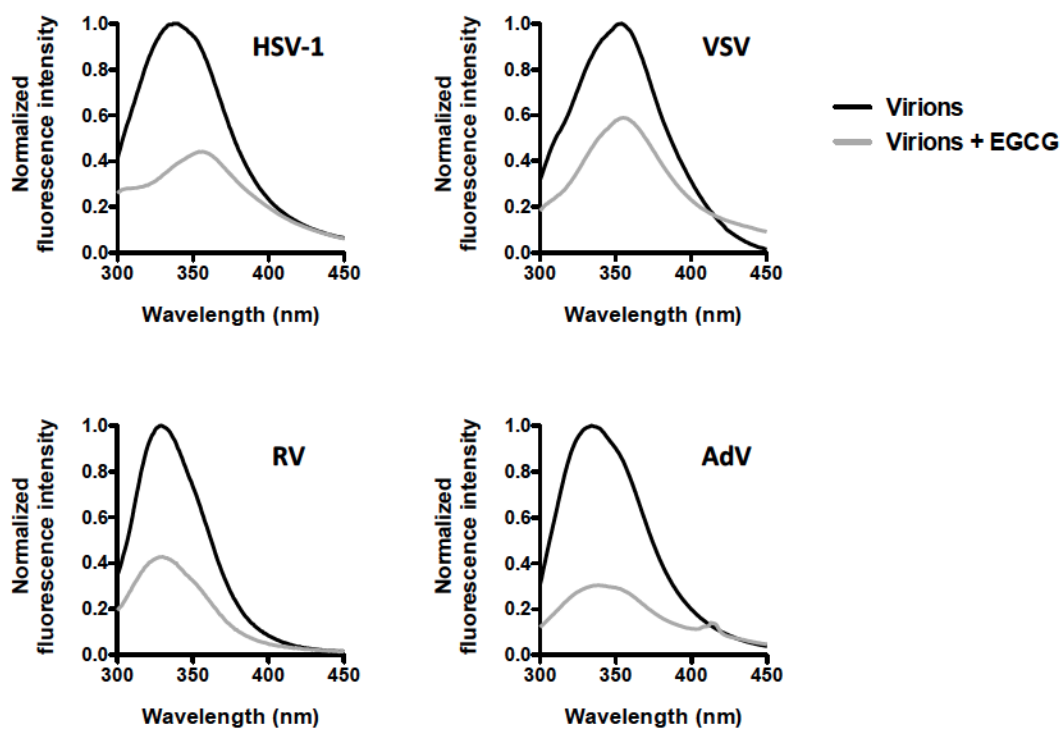 HSV-1
Normalized
fluorescence intensity
1.0
0.8
0.6
0.4
0.2
0.0
300
350
400
450
Wavelength (nm)
VSV
Normalized
fluorescence intensity
1.0
0.8
0.6
0.4
0.2
0.0
300
350
400
450
Wavelength (nm)
Virions
Virions + EGCG
RV
Normalized
fluorescence intensity
1.0
0.8
0.6
0.4
0.2
0.0
300
350
400
450
Wavelength (nm)
AdV
Normalized
fluorescence intensity
1.0
0.8
0.6
0.4
0.2
0.0
300
350
400
450
Wavelength (nm)